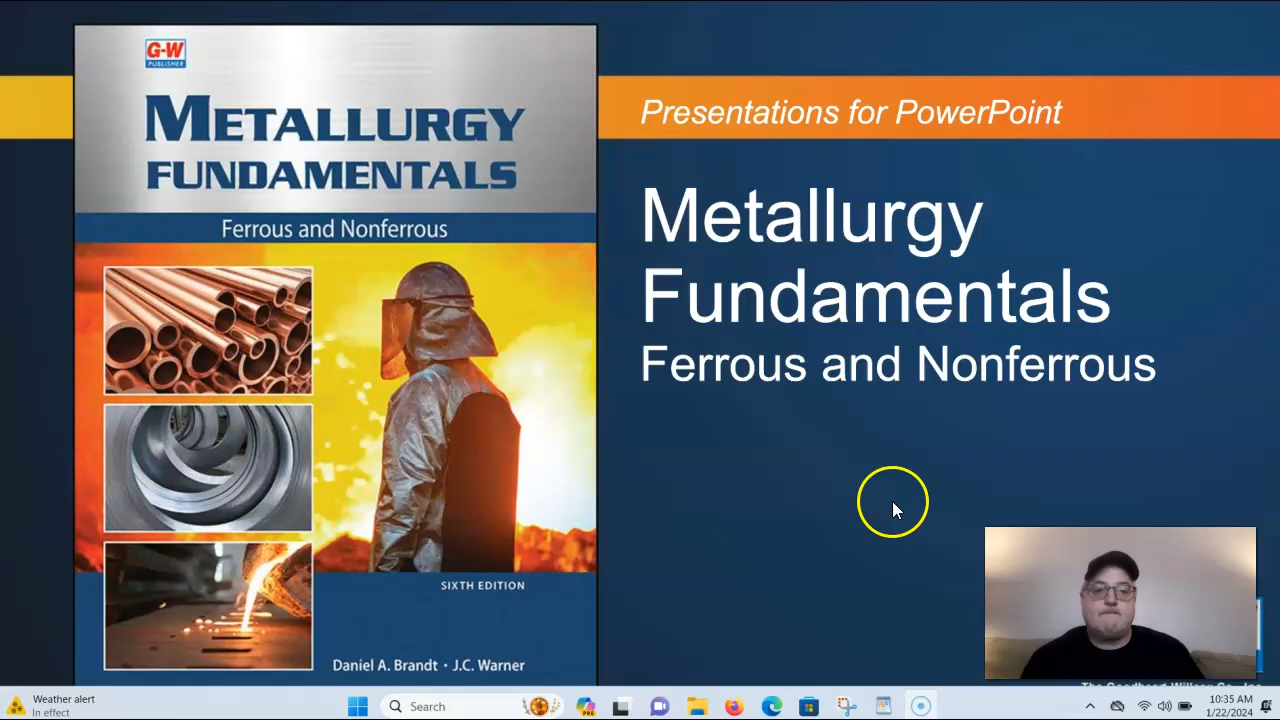 G-W
PUBLISHER
METALLURGY
FUNDAMENTALS
Ferrous and Nonferrous
SIXTH EDITION
Daniel A. Brandt • J.C. Warner
Presentations for PowerPoint
Metallurgy
Fundamentals
Ferrous and Nonferrous
Weather alert
In effect
Search
PRE
10:35 AM
1/22/2024